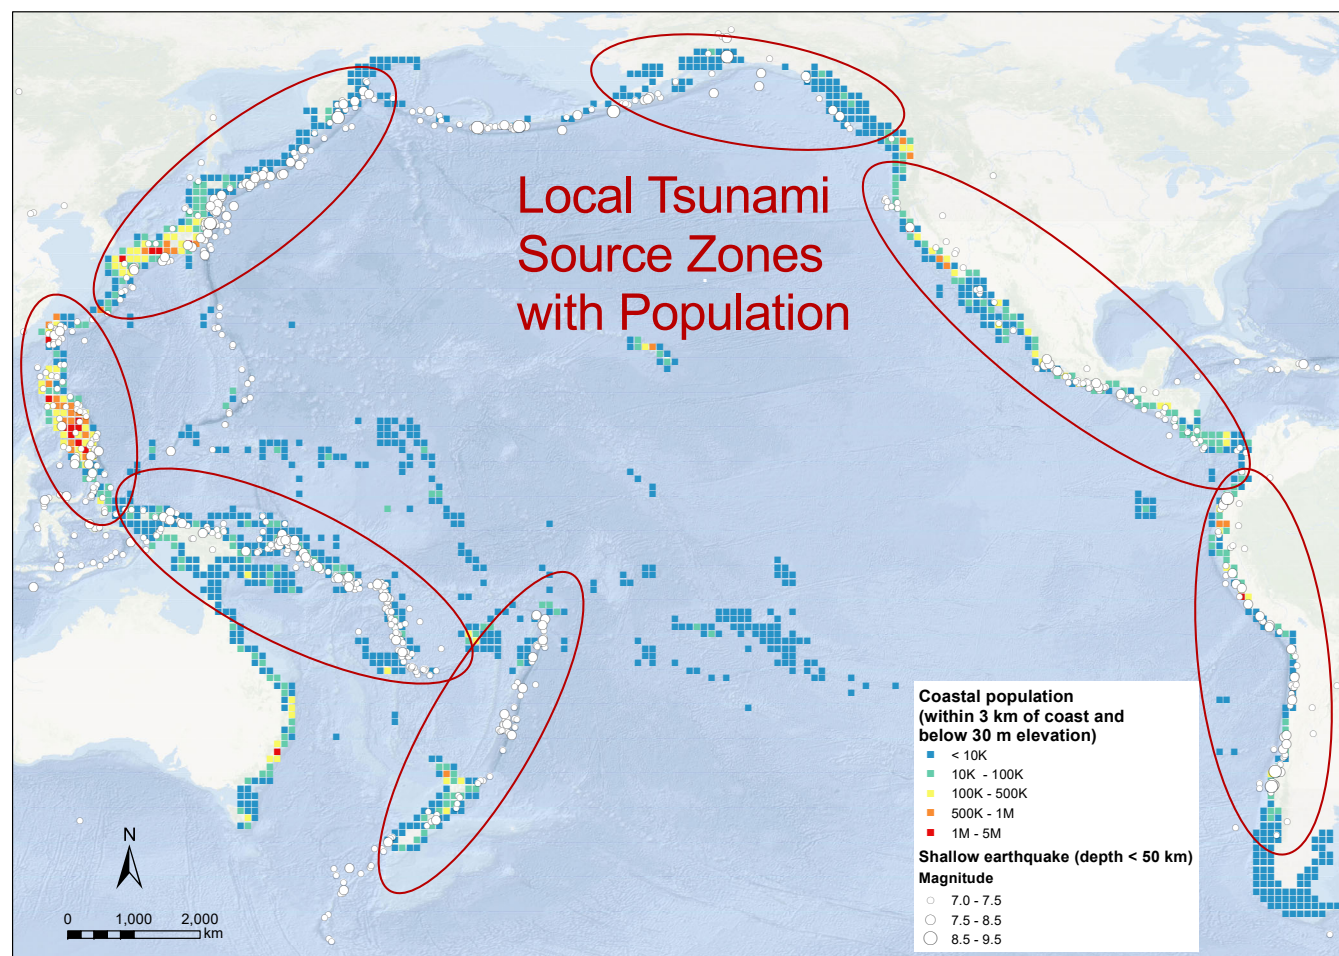 Local Tsunami
Source Zones
with Population
Coastal population
(within 3 km of coast and
below 30 m elevation)
< 10K
10K - 100K
100K - 500K
500K - 1M
1M - 5M
Shallow earthquake (depth < 50 km)
Magnitude
7.0 - 7.5
7.5 - 8.5
8.5 - 9.5
N
0 1,000 2,000
km